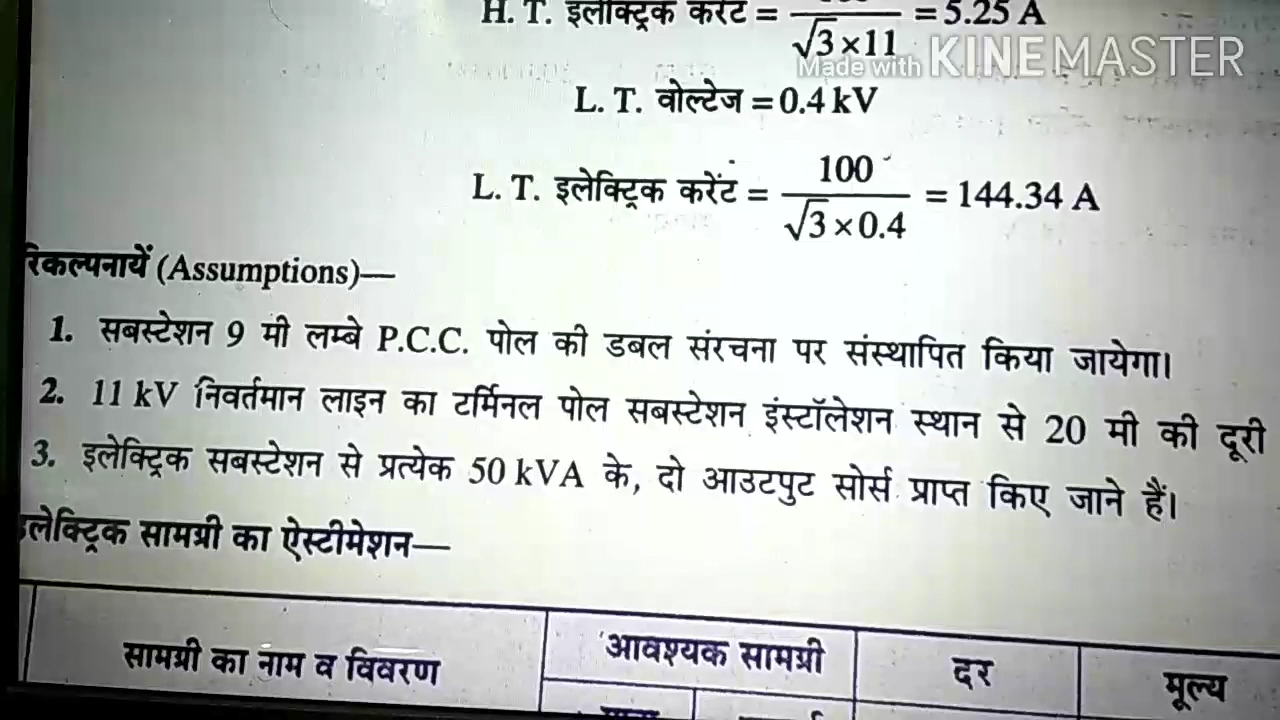 H. T. इलेक्ट्रिक करेंट = / √3×11 = 5.25 A
Made with KINEMASTER
L. T. वोल्टेज = 0.4 kV
L. T. इलेक्ट्रिक करेंट = 100 / √3×0.4 = 144.34 A
रिकल्पनायें (Assumptions)—
1. सबस्टेशन 9 मी लम्बे P.C.C. पोल की डबल संरचना पर संस्थापित किया जायेगा।
2. 11 kV निवर्तमान लाइन का टर्मिनल पोल सबस्टेशन इंस्टॉलेशन स्थान से 20 मी की दूरी
3. इलेक्ट्रिक सबस्टेशन से प्रत्येक 50 kVA के, दो आउटपुट सोर्स प्राप्त किए जाने हैं।
इलेक्ट्रिक सामग्री का ऐस्टीमेशन—
सामग्री का नाम व विवरण आवश्यक सामग्री दर मूल्य